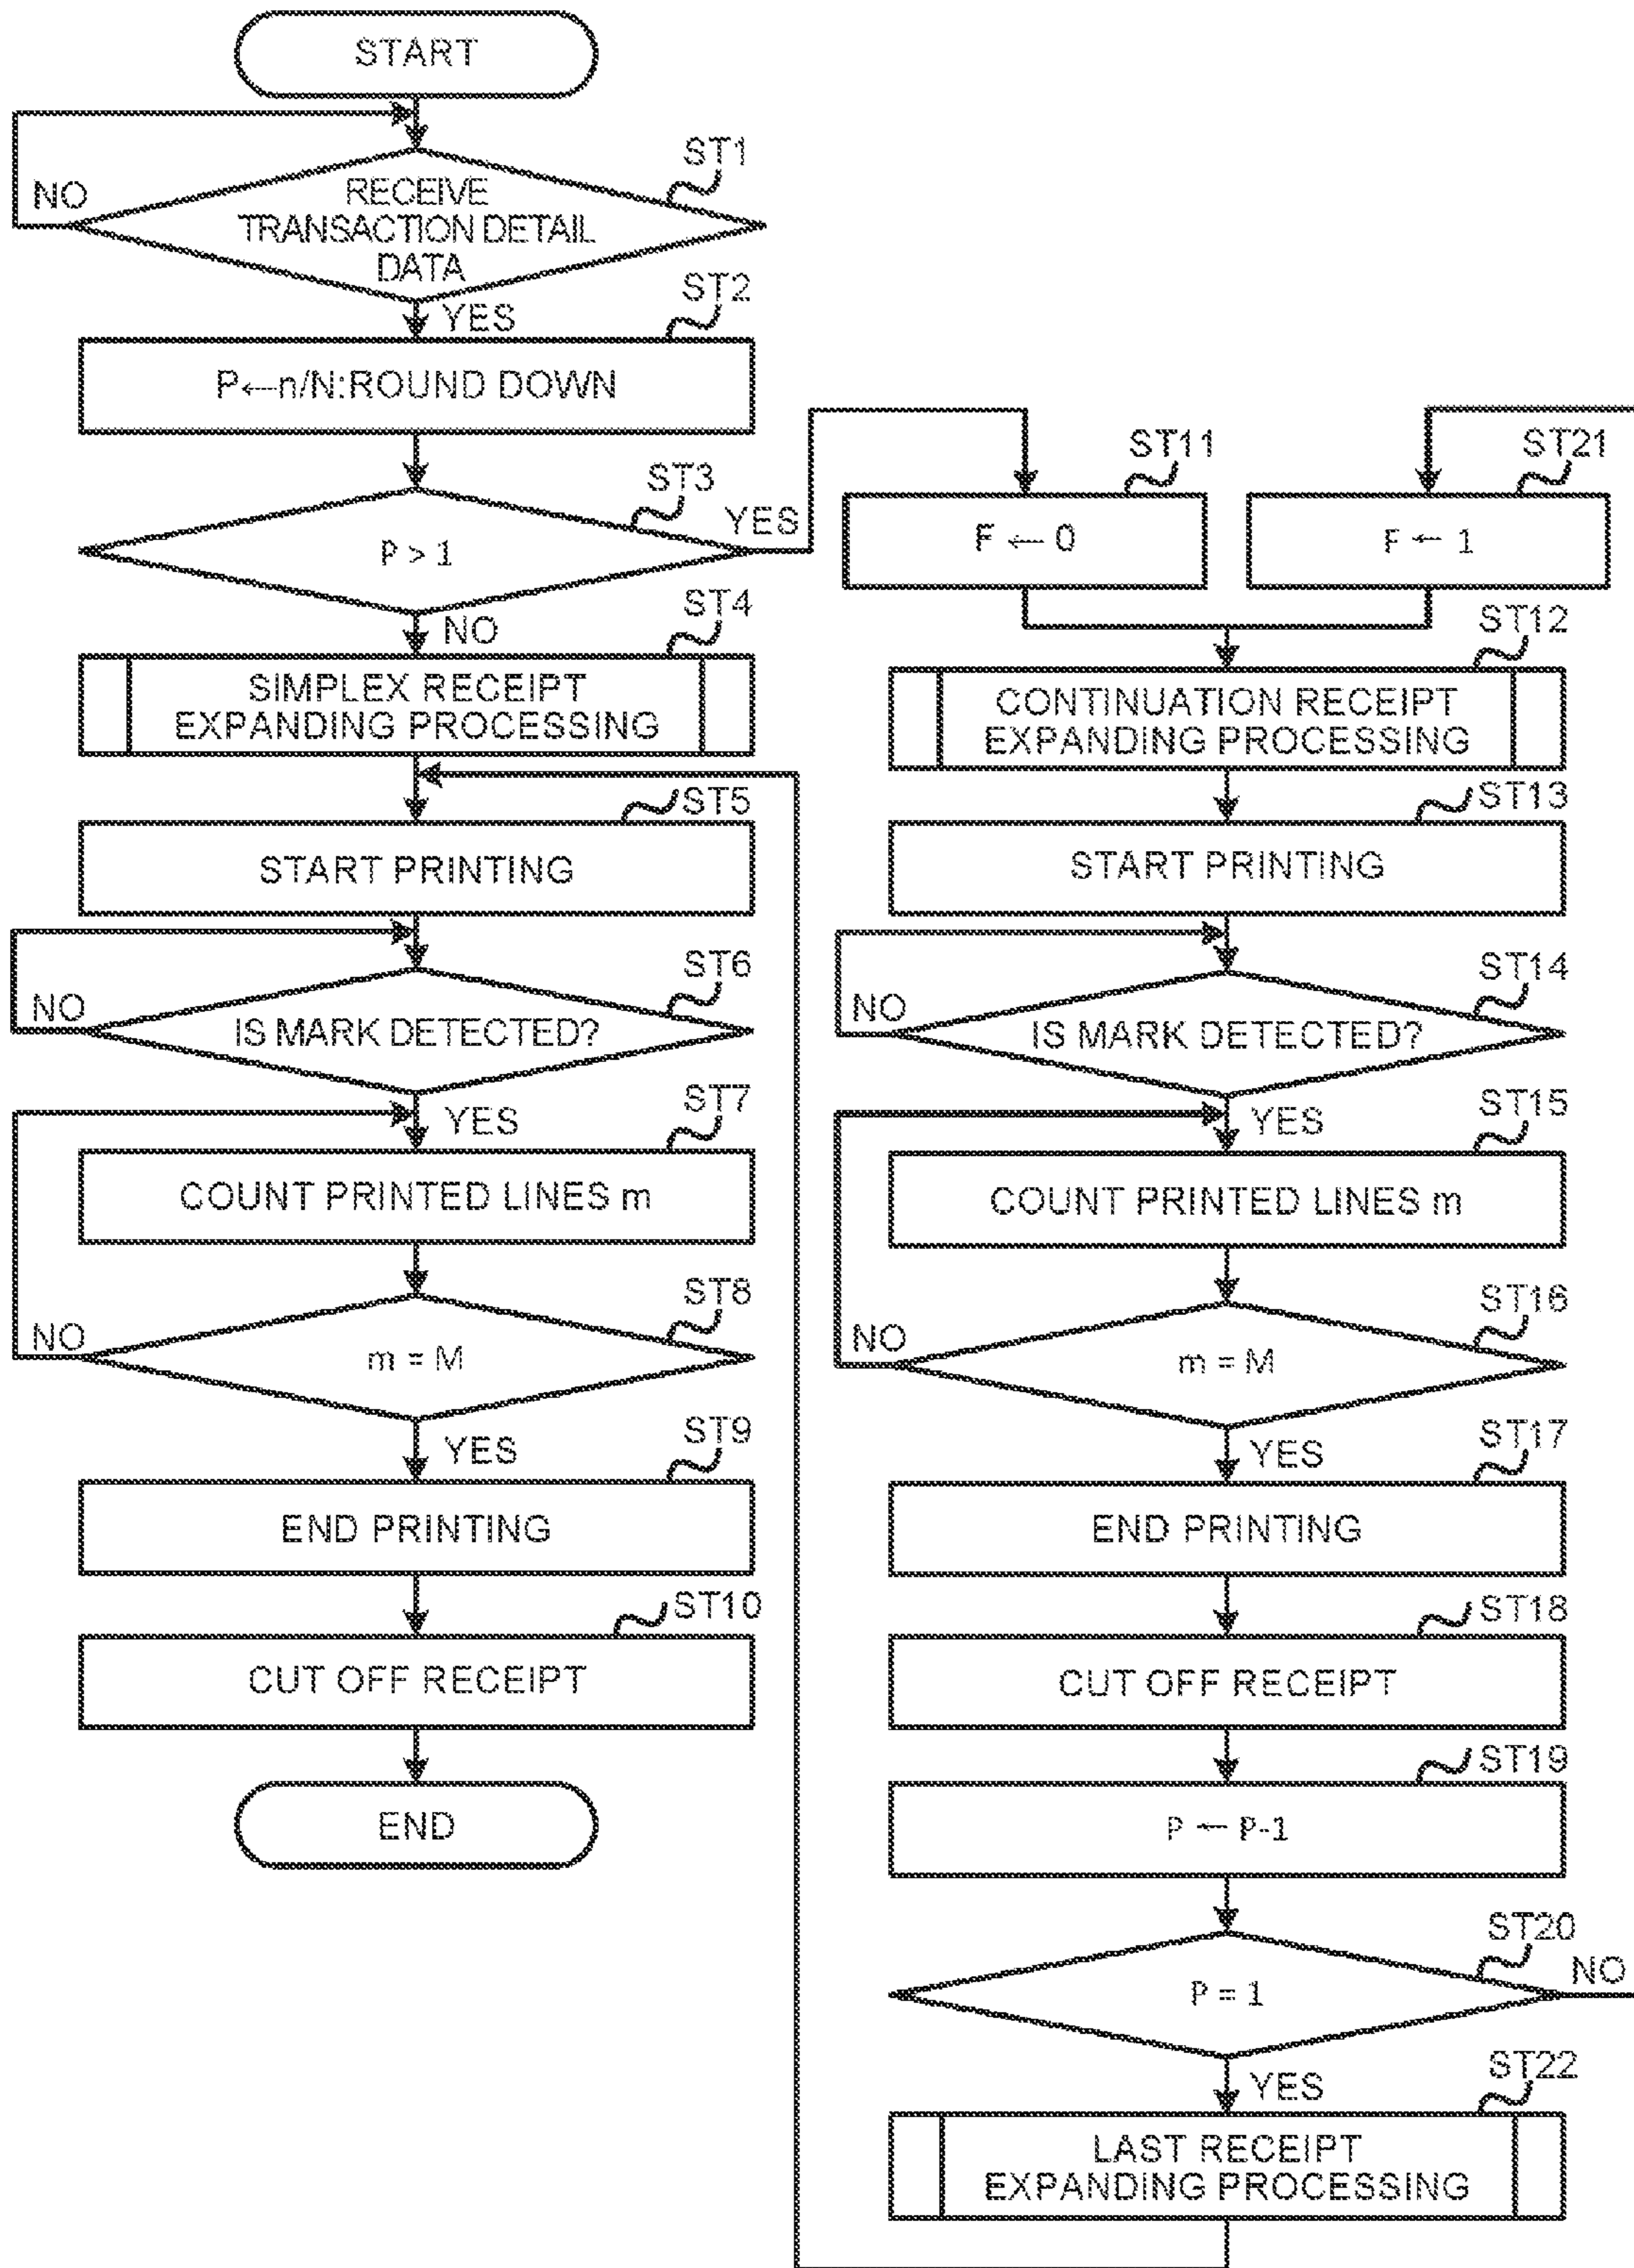 START
ST1
NO
RECEIVE
TRANSACTION DETAIL
DATA
YES
ST2
P←n/N:ROUND DOWN
ST3
P > 1
YES
NO
ST4
SIMPLEX RECEIPT
EXPANDING PROCESSING
ST5
START PRINTING
ST6
NO
IS MARK DETECTED?
YES
ST7
COUNT PRINTED LINES m
ST8
NO
m = M
YES
ST9
END PRINTING
ST10
CUT OFF RECEIPT
END
ST11
F ← 0
ST21
F ← 1
ST12
CONTINUATION RECEIPT
EXPANDING PROCESSING
ST13
START PRINTING
ST14
NO
IS MARK DETECTED?
YES
ST15
COUNT PRINTED LINES m
ST16
NO
m = M
YES
ST17
END PRINTING
ST18
CUT OFF RECEIPT
ST19
P ← P-1
ST20
P = 1
NO
YES
ST22
LAST RECEIPT
EXPANDING PROCESSING